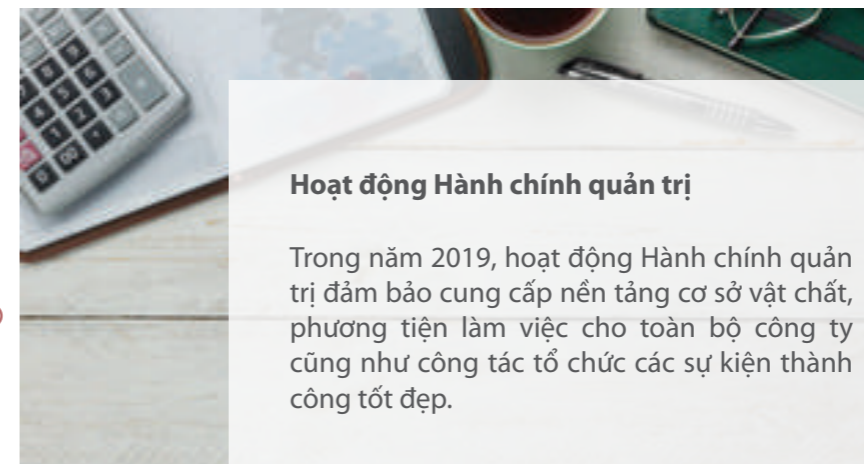 Hoạt động Hành chính quản trị
Trong năm 2019, hoạt động Hành chính quản
trị đảm bảo cung cấp nền tảng cơ sở vật chất,
phương tiện làm việc cho toàn bộ công ty
cũng như công tác tổ chức các sự kiện thành
công tốt đẹp.